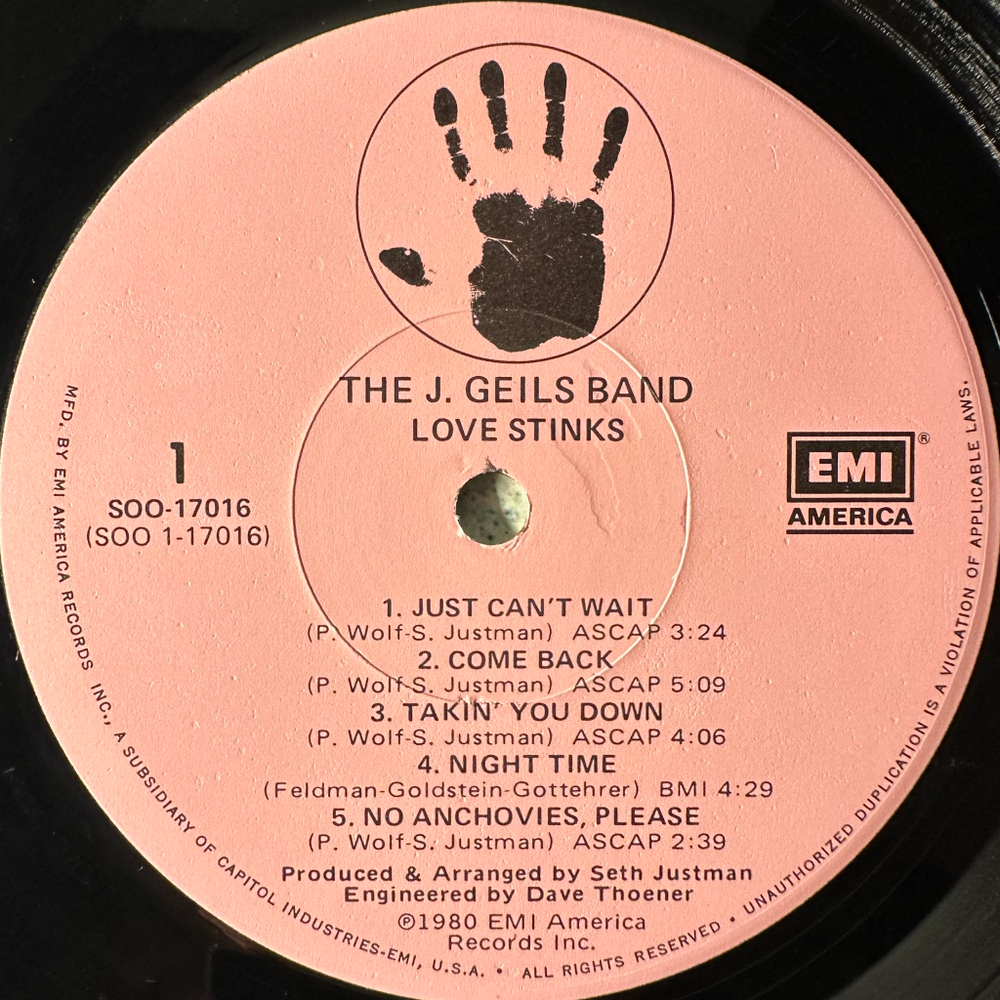 THE J. GEILS BAND
LOVE STINKS
1
SOO-17016
(SOO 1-17016)
EMI®
AMERICA
1. JUST CAN'T WAIT
(P. Wolf-S. Justman) ASCAP 3:24
2. COME BACK
(P. Wolf-S. Justman) ASCAP 5:09
3. TAKIN' YOU DOWN
(P. Wolf-S. Justman) ASCAP 4:06
4. NIGHT TIME
(Feldman-Goldstein-Gottehrer) BMI 4:29
5. NO ANCHOVIES, PLEASE
(P. Wolf-S. Justman) ASCAP 2:39
Produced & Arranged by Seth Justman
Engineered by Dave Thoener
℗1980 EMI America
Records Inc.
MFD. BY EMI AMERICA RECORDS INC., A SUBSIDIARY OF CAPITOL INDUSTRIES-EMI, U.S.A. • ALL RIGHTS RESERVED • UNAUTHORIZED DUPLICATION IS A VIOLATION OF APPLICABLE LAWS.